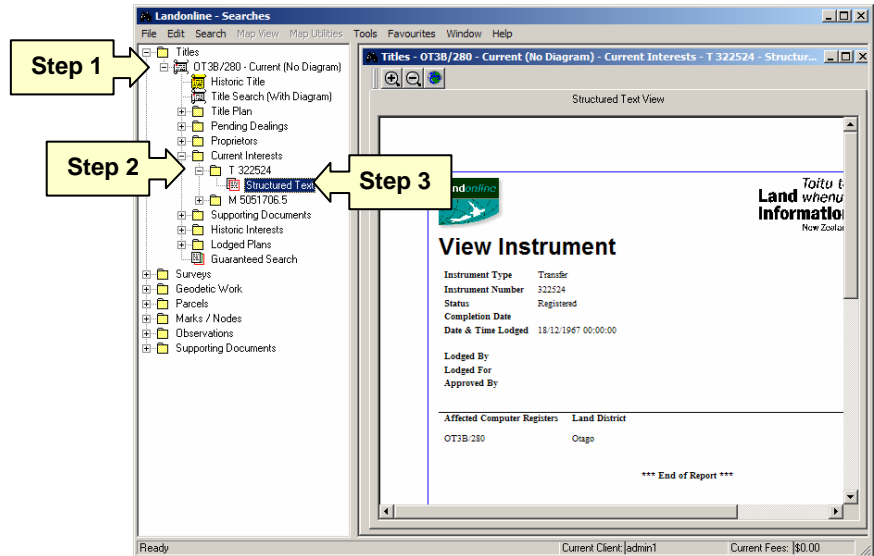 Landonline - Searches
File Edit Search Map View Map Utilities Tools Favourites Window Help
Step 1
Step 2
Step 3
Titles
OT3B/280 - Current (No Diagram)
Historic Title
Title Search (With Diagram)
Title Plan
Pending Dealings
Proprietors
Current Interests
T 322524
Structured Text
M 5051706.5
Supporting Documents
Historic Interests
Lodged Plans
Guaranteed Search
Surveys
Geodetic Work
Parcels
Marks / Nodes
Observations
Supporting Documents
Titles - OT3B/280 - Current (No Diagram) - Current Interests - T 322524 - Structur...
Structured Text View
ndonline
Toitu t
Land whenu
Informatio
New Zealan
View Instrument
Instrument Type Transfer
Instrument Number 322524
Status Registered
Completion Date
Date & Time Lodged 18/12/1967 00:00:00
Lodged By
Lodged For
Approved By
Affected Computer Registers Land District
OT3B/280 Otago
*** End of Report ***
Ready Current Client: admin1 Current Fees: $0.00